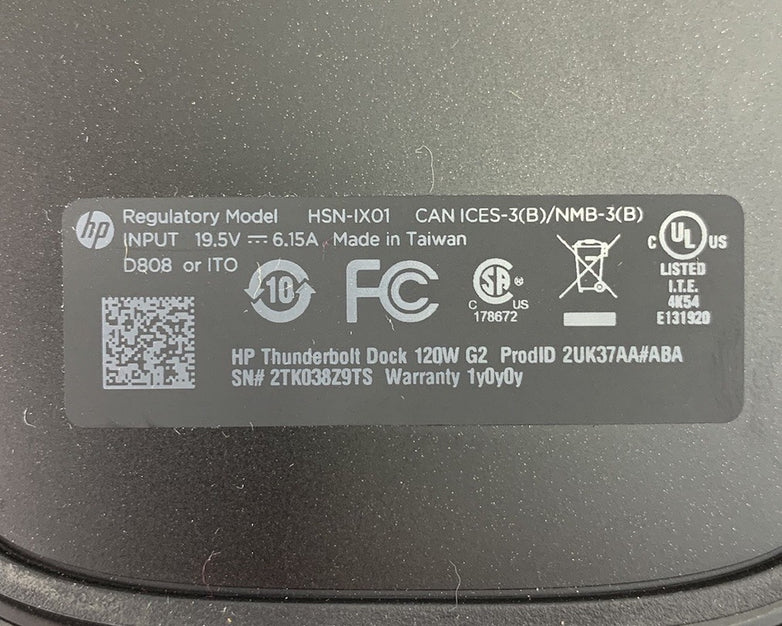 hp Regulatory Model HSN-IX01 CAN ICES-3(B)/NMB-3(B)
INPUT 19.5V ⎓ 6.15A Made in Taiwan
D808 or ITO
10
FC
C SA ® US
178672
C UL US
LISTED
I.T.E.
4K54
E131920
HP Thunderbolt Dock 120W G2 ProdID 2UK37AA#ABA
SN# 2TK038Z9TS Warranty 1y0y0y